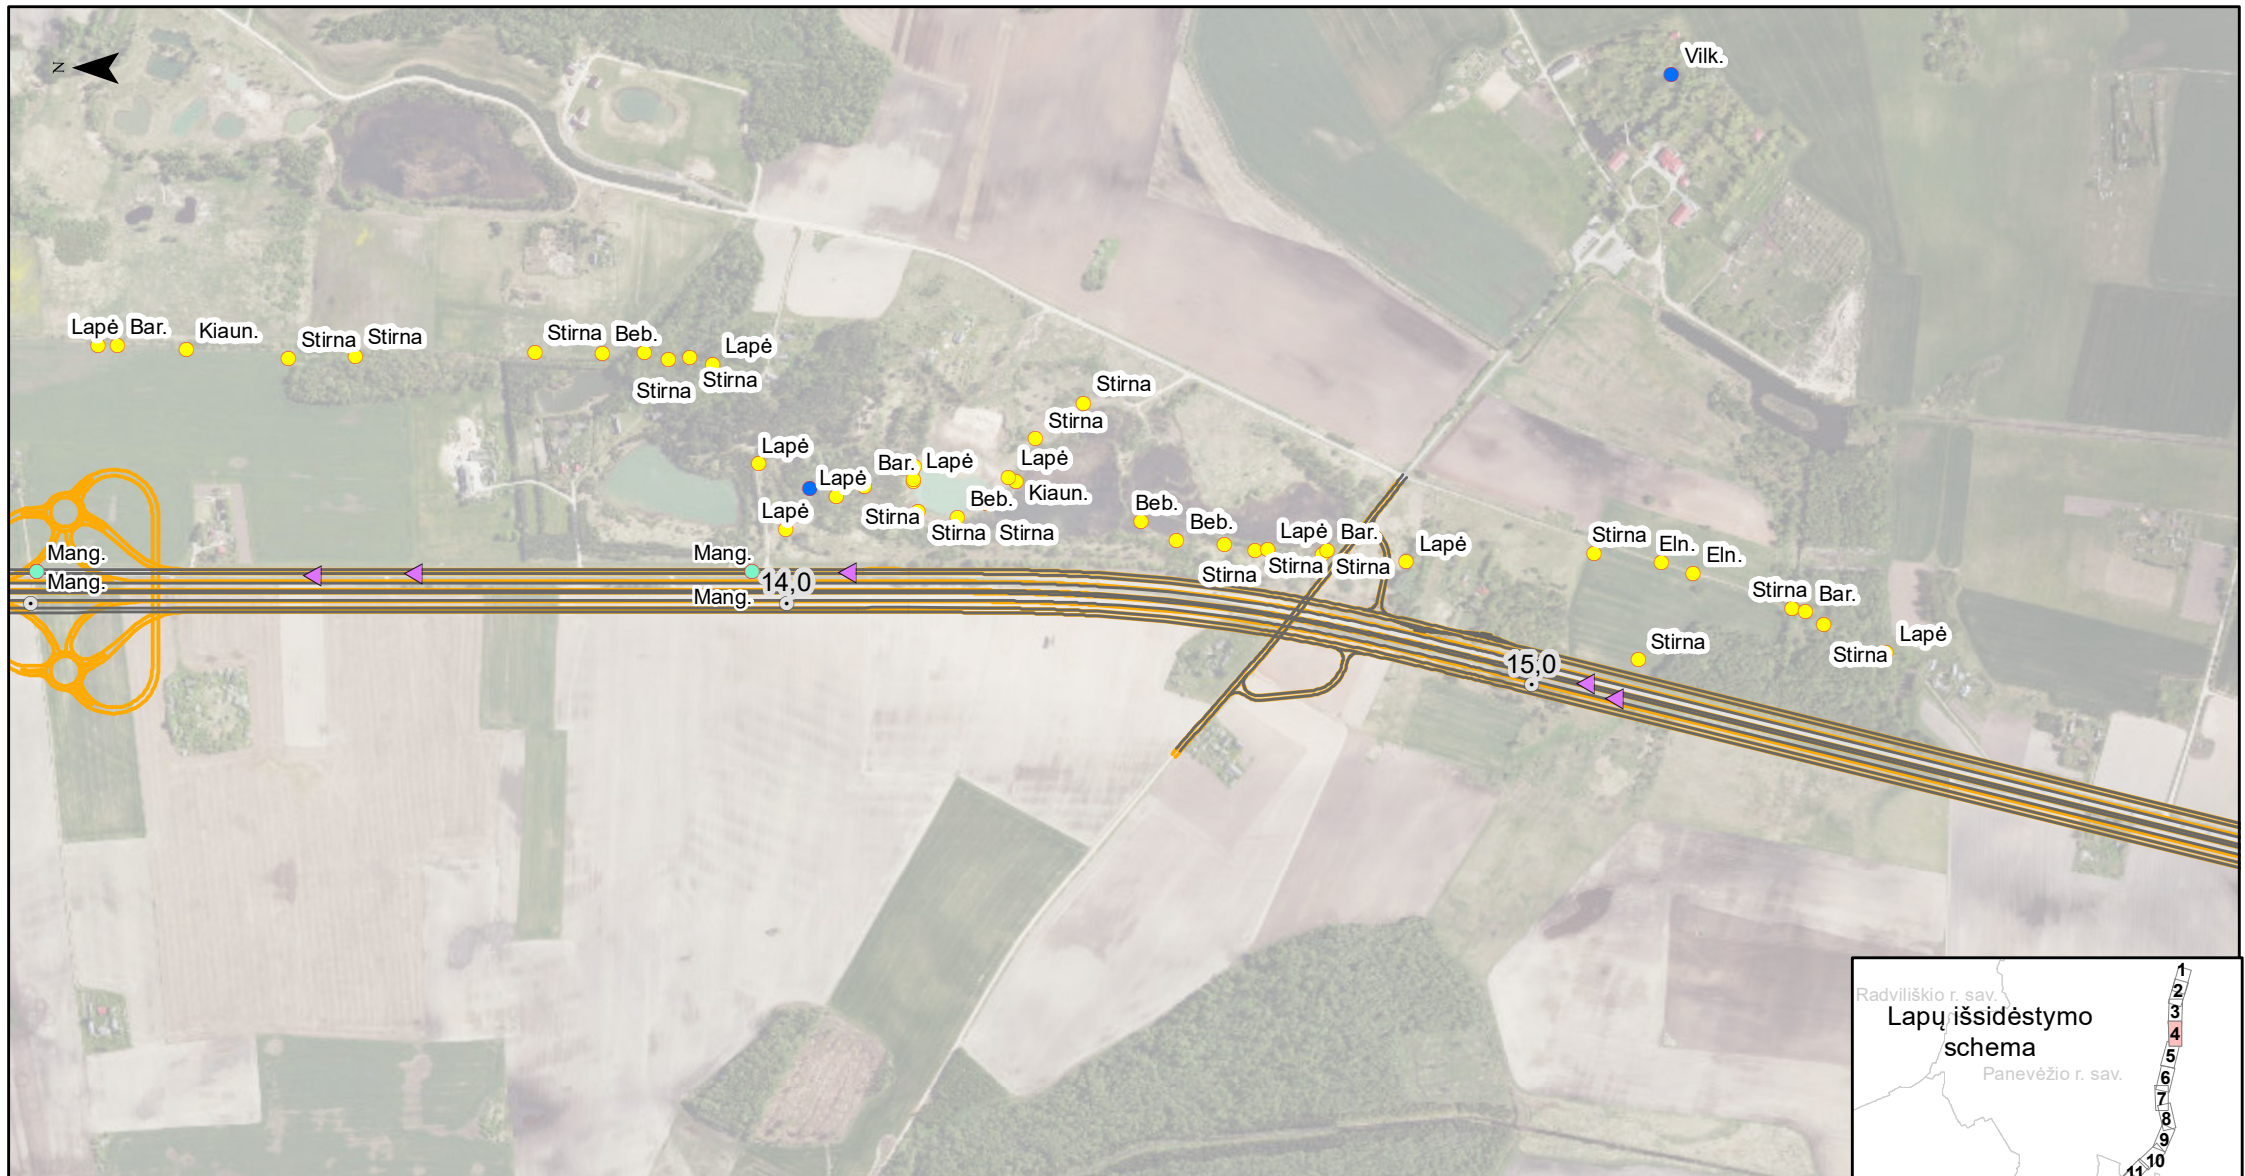 N
Vilk.
Lapė Bar. Kiaun. Stirna Stirna Stirna Beb. Lapė
Stirna Stirna
Stirna
Stirna
Lapė Lapė Bar. Lapė Lapė
Kiaun.
Lapė Stirna Beb.
Stirna Stirna
Beb. Beb. Lapė Bar. Lapė
Stirna Stirna Stirna
Stirna Eln. Eln.
Stirna Bar.
Stirna Stirna Lapė
Mang. Mang.
Mang. Mang.
14,0
15,0
Radviliškio r. sav.
Lapų išsidėstymo
schema
Panevėžio r. sav.
1
2
3
4
5
6
7
8
9
10
11